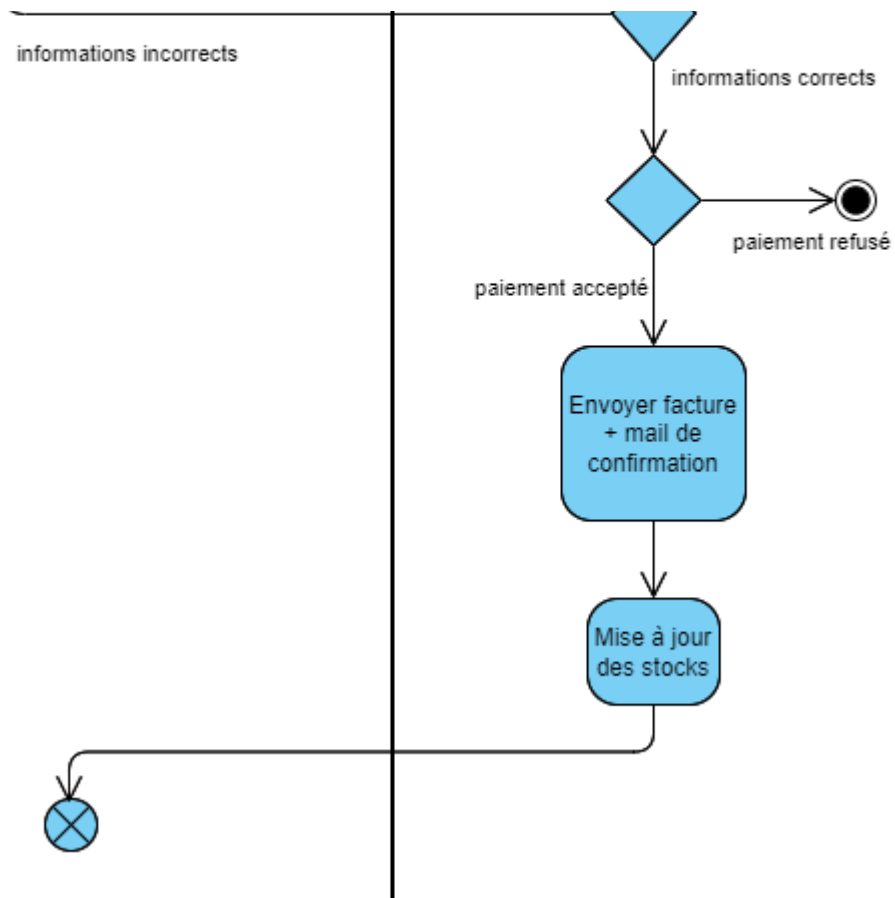 informations incorrects
informations corrects
paiement refusé
paiement accepté
Envoyer facture
+ mail de
confirmation
Mise à jour
des stocks